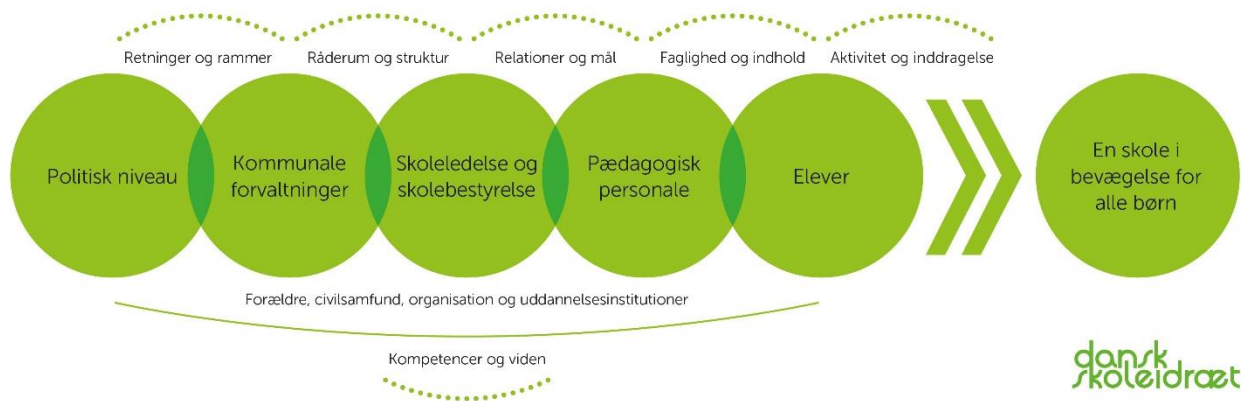 Retninger og rammer
Råderum og struktur
Relationer og mål
Faglighed og indhold
Aktivitet og inddragelse
Politisk niveau
Kommunale
forvaltninger
Skoleledelse og
skolebestyrelse
Pædagogisk
personale
Elever
En skole i
bevægelse for
alle børn
Forældre, civilsamfund, organisation og uddannelsesinstitutioner
Kompetencer og viden
dansk
skoleidræt